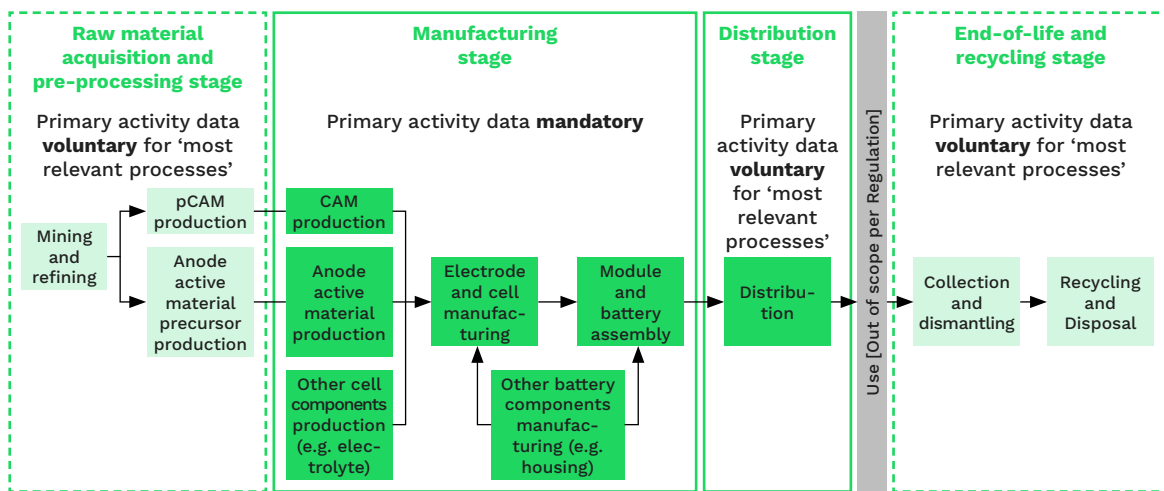 Raw material
acquisition and
pre-processing stage
Primary activity data
voluntary for ‘most
relevant processes’
Mining and
refining
pCAM
production
Anode
active
material
precursor
production
Manufacturing
stage
Primary activity data mandatory
CAM
production
Anode
active
material
production
Other cell
components
production
(e.g. elec-
trolyte)
Electrode
and cell
manufac-
turing
Module
and
battery
assembly
Other battery
components
manufac-
turing (e.g.
housing)
Distribution
stage
Primary
activity data
voluntary
for ‘most
relevant
processes’
Distribu-
tion
Use [Out of scope per Regulation]
End-of-life and
recycling stage
Primary activity data
voluntary for ‘most
relevant processes’
Collection
and
dismantling
Recycling
and
Disposal